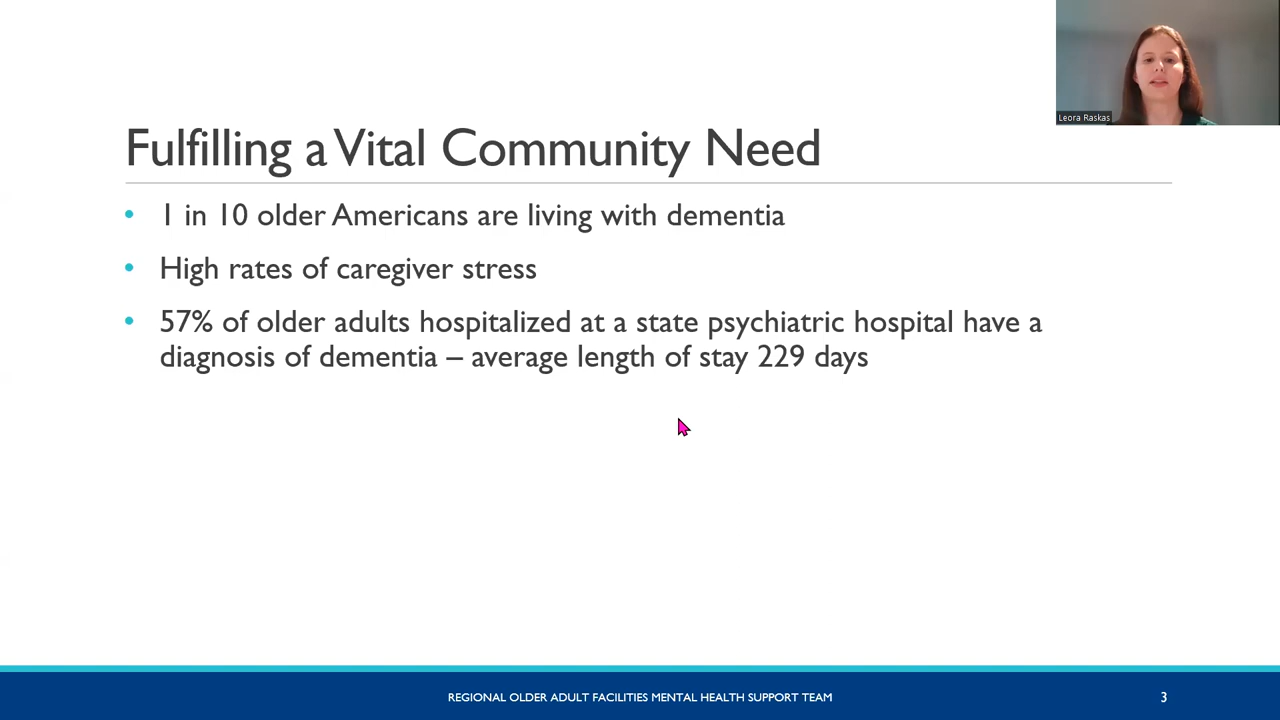 Leora Raskas
Fulfilling a Vital Community Need
• 1 in 10 older Americans are living with dementia
• High rates of caregiver stress
• 57% of older adults hospitalized at a state psychiatric hospital have a
diagnosis of dementia – average length of stay 229 days
REGIONAL OLDER ADULT FACILITIES MENTAL HEALTH SUPPORT TEAM
3